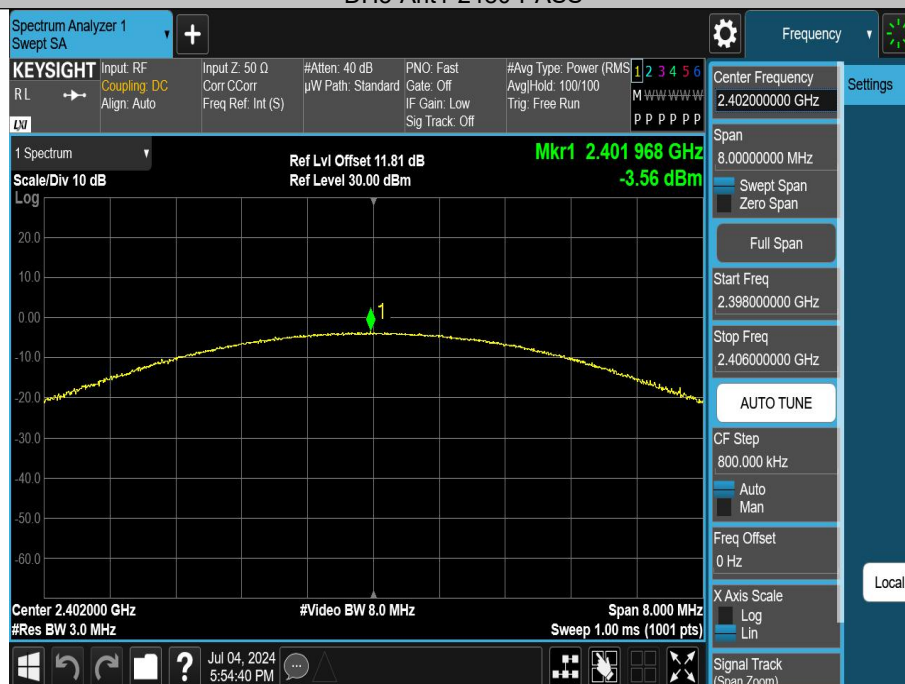 Spectrum Analyzer 1
Swept SA
+
Frequency
KEYSIGHT
RL
LXI
Input: RF
Coupling: DC
Align: Auto
Input Z: 50 Ω
Corr CCorr
Freq Ref: Int (S)
#Atten: 40 dB
µW Path: Standard
PNO: Fast
Gate: Off
IF Gain: Low
Sig Track: Off
#Avg Type: Power (RMS
Avg|Hold: 100/100
Trig: Free Run
1 2 3 4 5 6
M W W W W W
P P P P P P
1 Spectrum
Scale/Div 10 dB
Log
Ref Lvl Offset 11.81 dB
Ref Level 30.00 dBm
Mkr1 2.401 968 GHz
-3.56 dBm
20.0
10.0
0.00
-10.0
-20.0
-30.0
-40.0
-50.0
-60.0
1
Center 2.402000 GHz
#Res BW 3.0 MHz
#Video BW 8.0 MHz
Span 8.000 MHz
Sweep 1.00 ms (1001 pts)
Jul 04, 2024
5:54:40 PM
?
Center Frequency
2.402000000 GHz
Span
8.00000000 MHz
Swept Span
Zero Span
Full Span
Start Freq
2.398000000 GHz
Stop Freq
2.406000000 GHz
AUTO TUNE
CF Step
800.000 kHz
Auto
Man
Freq Offset
0 Hz
X Axis Scale
Log
Lin
Signal Track
(Span Zoom)
Settings
Local